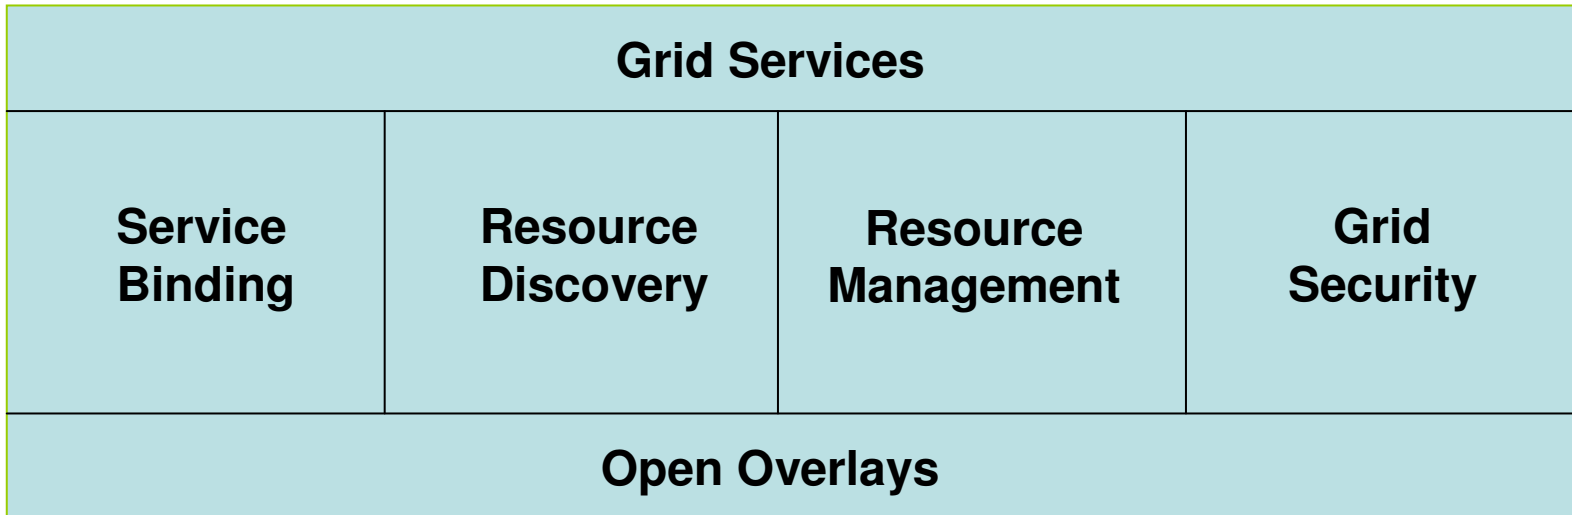 Grid Services
Service
Binding
Resource
Discovery
Resource
Management
Grid
Security
Open Overlays